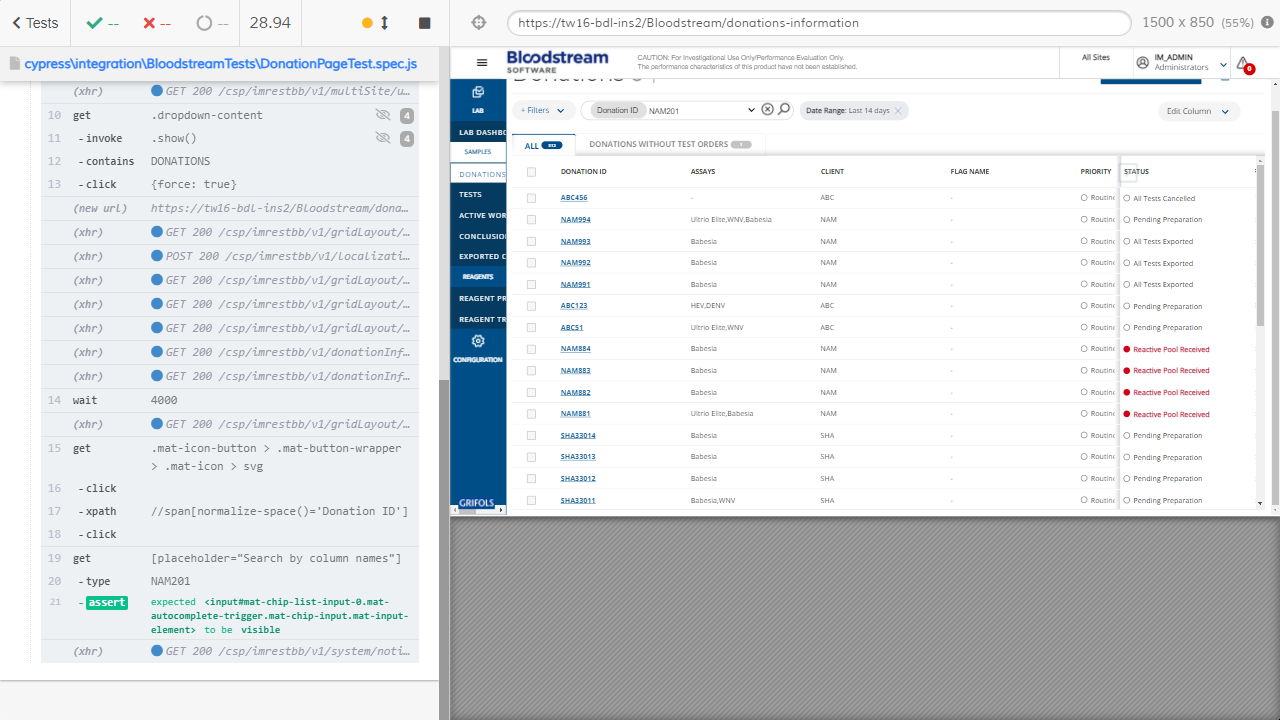 Tests
--
--
--
28.94
https://tw16-bdl-ins2/Bloodstream/donations-information
1500 x 850 (55%)
cypress\integration\BloodstreamTests\DonationPageTest.spec.js
(xhr) GET 200 /csp/imrestbb/v1/multiSite/u…
10 get .dropdown-content 4
11 - invoke .show() 4
12 - contains DONATIONS
13 - click {force: true}
(new url) https://tw16-bdl-ins2/Bloodstream/dona…
(xhr) GET 200 /csp/imrestbb/v1/gridLayout/…
(xhr) POST 200 /csp/imrestbb/v1/Localizati…
(xhr) GET 200 /csp/imrestbb/v1/gridLayout/…
(xhr) GET 200 /csp/imrestbb/v1/gridLayout/…
(xhr) GET 200 /csp/imrestbb/v1/gridLayout/…
(xhr) GET 200 /csp/imrestbb/v1/donationInf…
(xhr) GET 200 /csp/imrestbb/v1/donationInf…
14 wait 4000
(xhr) GET 200 /csp/imrestbb/v1/gridLayout/…
15 get .mat-icon-button > .mat-button-wrapper
> .mat-icon > svg
16 - click
17 - xpath //span[normalize-space()='Donation ID']
18 - click
19 get [placeholder="Search by column names"]
20 - type NAM201
21 - assert expected <input#mat-chip-list-input-0.mat-
autocomplete-trigger.mat-chip-input.mat-input-
element> to be visible
(xhr) GET 200 /csp/imrestbb/v1/system/noti…
Bloodstream
SOFTWARE
CAUTION: For Investigational Use Only/Performance Evaluation Only.
The performance characteristics of this product have not been established.
All Sites
IM_ADMIN
Administrators
0
Donations
LAB
LAB DASHBO
SAMPLES
DONATIONS
TESTS
ACTIVE WOR
CONCLUSIO
EXPORTED C
REAGENTS
REAGENT PR
REAGENT TR
CONFIGURATION
GRIFOLS
+ Filters
Donation ID NAM201
Date Range: Last 14 days
Edit Column
ALL
DONATIONS WITHOUT TEST ORDERS
DONATION ID ASSAYS CLIENT FLAG NAME PRIORITY STATUS
ABC456 - ABC - Routine All Tests Cancelled
NAM994 Ultrio Elite,WNV,Babesia NAM - Routine Pending Preparation
NAM993 Babesia NAM - Routine All Tests Exported
NAM992 Babesia NAM - Routine All Tests Exported
NAM991 Babesia NAM - Routine All Tests Exported
ABC123 HEV,DENV ABC - Routine Pending Preparation
ABC51 Ultrio Elite,WNV ABC - Routine Pending Preparation
NAM884 Babesia NAM - Routine Reactive Pool Received
NAM883 Babesia NAM - Routine Reactive Pool Received
NAM882 Babesia NAM - Routine Reactive Pool Received
NAM881 Ultrio Elite,Babesia NAM - Routine Reactive Pool Received
SHA33014 Babesia SHA - Routine Pending Preparation
SHA33013 Babesia SHA - Routine Pending Preparation
SHA33012 Babesia SHA - Routine Pending Preparation
SHA33011 Babesia,WNV SHA - Routine Pending Preparation